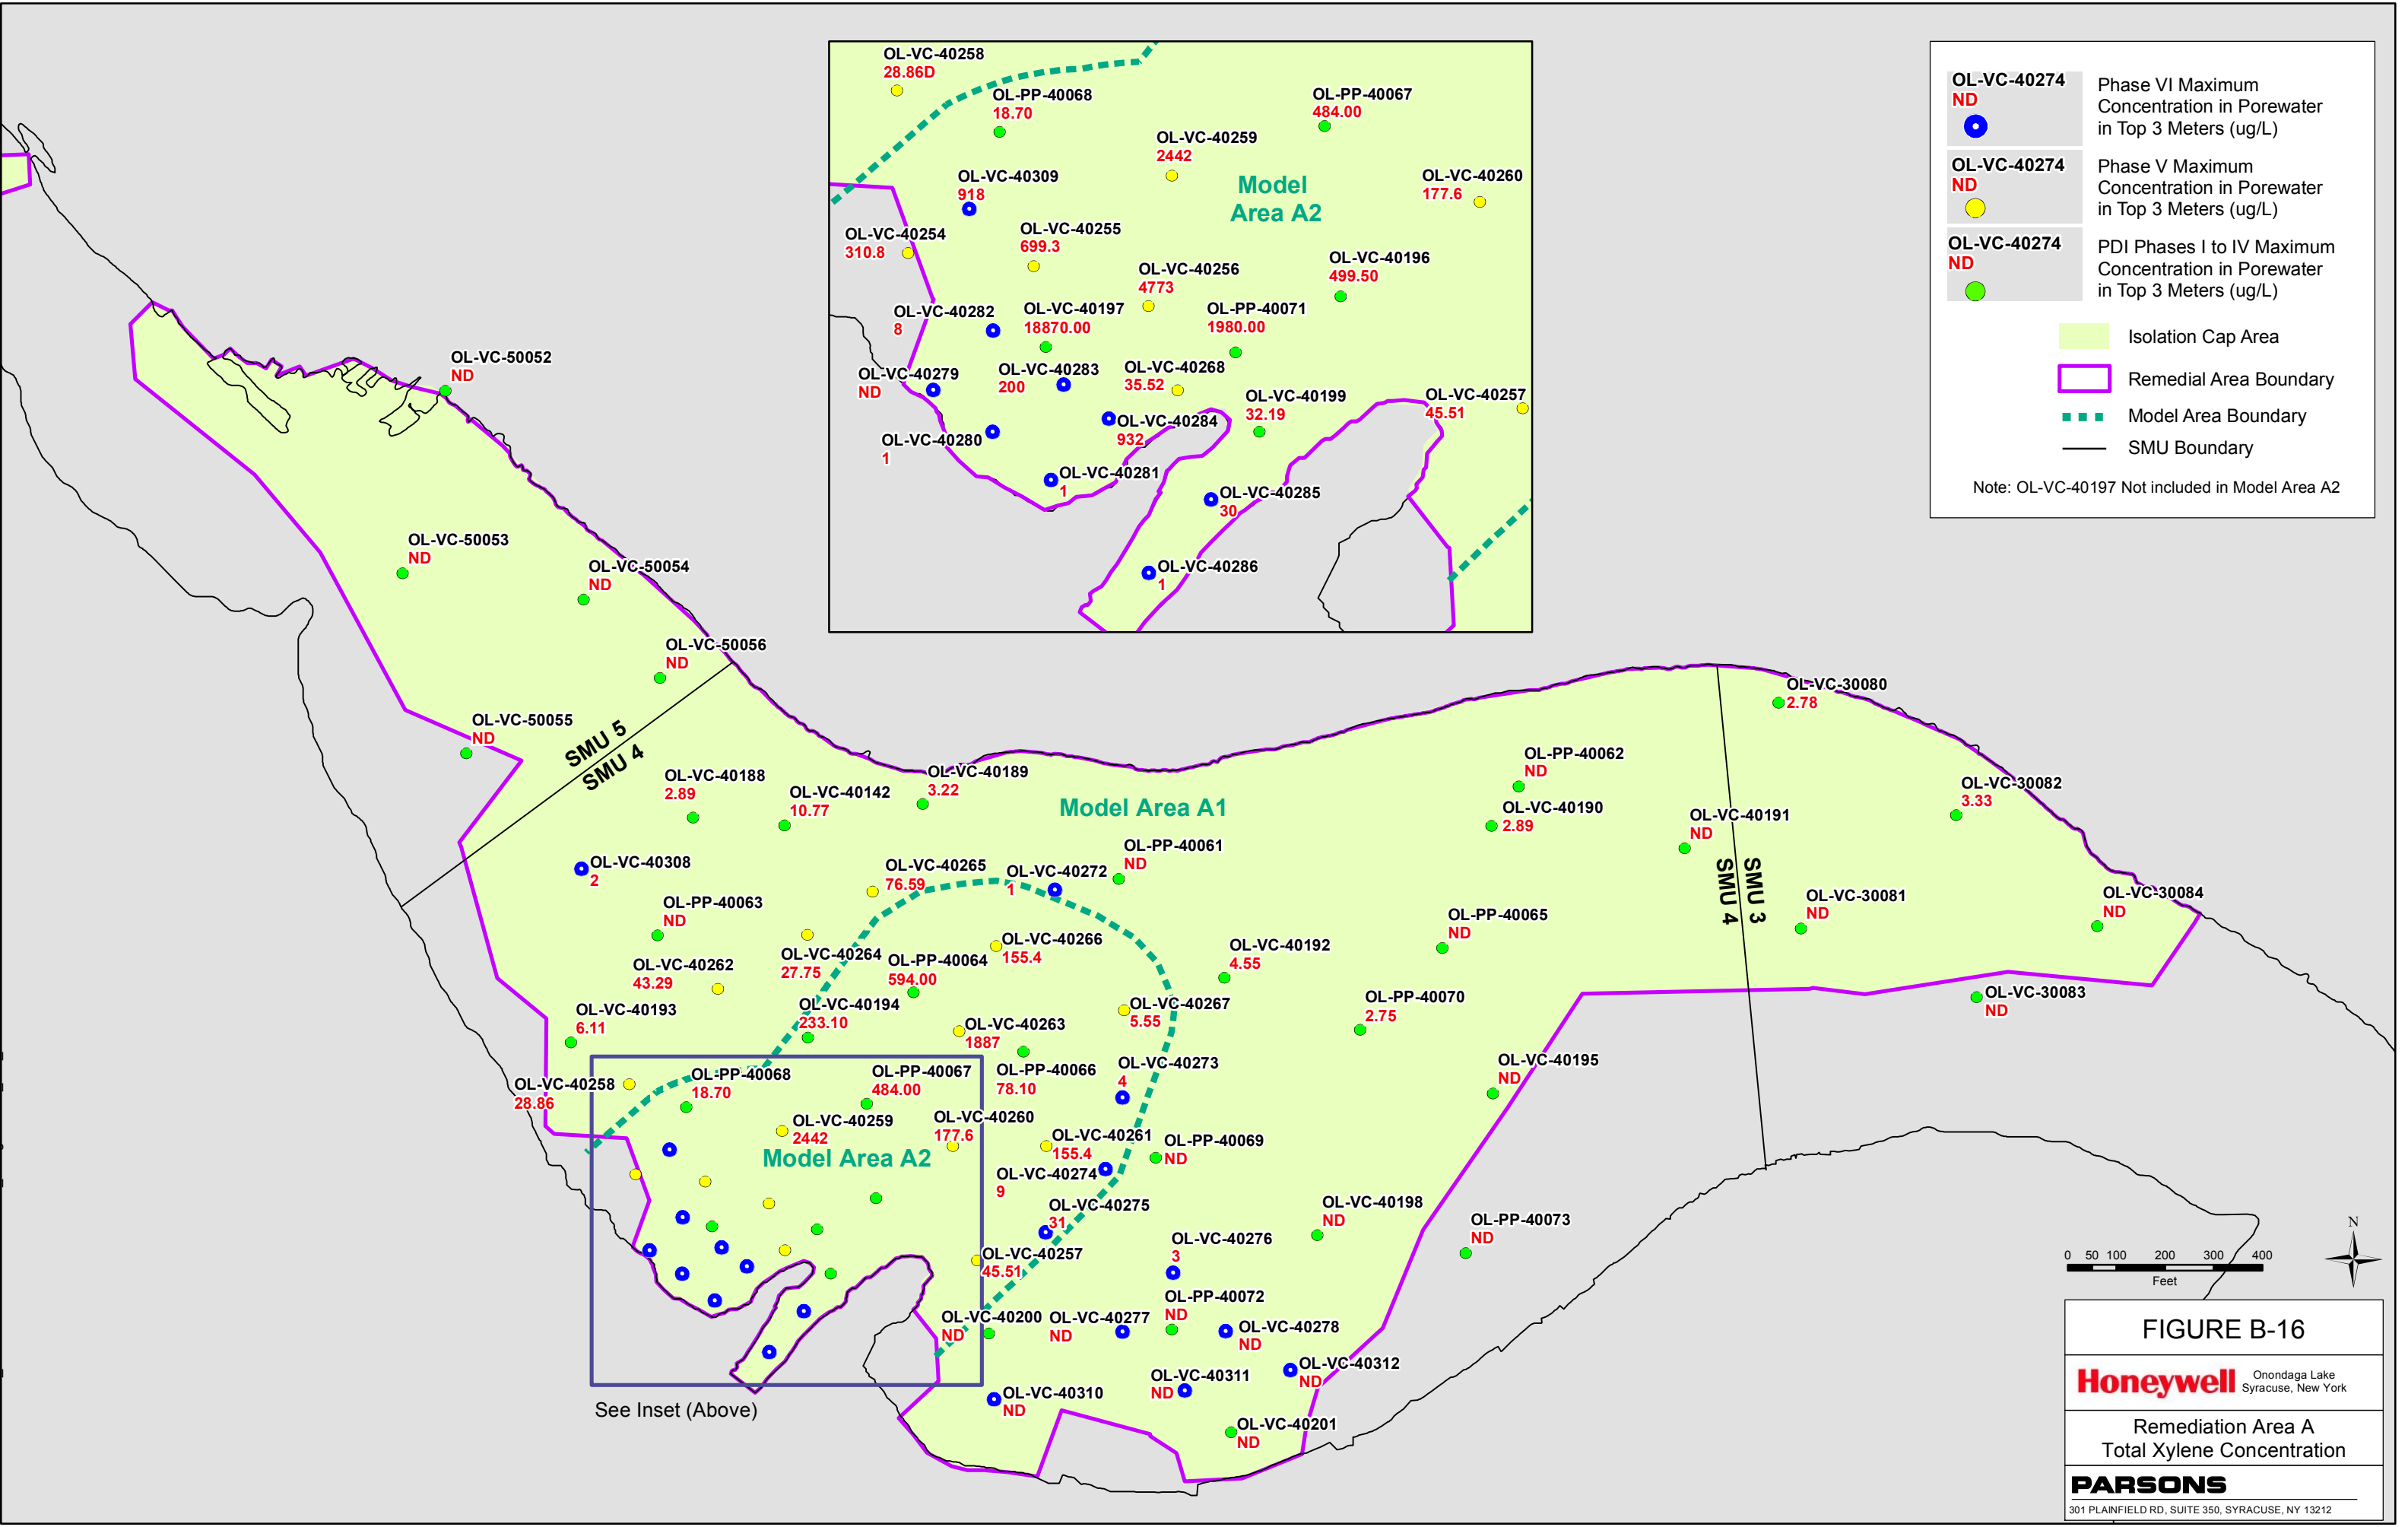 OL-VC-40258
28.86D
OL-PP-40068
18.70
OL-PP-40067
484.00
OL-VC-40259
2442
OL-VC-40260
177.6
OL-VC-40309
918
Model
Area A2
OL-VC-40254
310.8
OL-VC-40255
699.3
OL-VC-40256
4773
OL-VC-40196
499.50
OL-VC-40282
8
OL-VC-40197
18870.00
OL-PP-40071
1980.00
OL-VC-40279
ND
OL-VC-40283
200
OL-VC-40268
35.52
OL-VC-40199
32.19
OL-VC-40257
45.51
OL-VC-40280
1
OL-VC-40284
932
OL-VC-40281
1
OL-VC-40285
30
OL-VC-40286
1
OL-VC-40274
ND
Phase VI Maximum
Concentration in Porewater
in Top 3 Meters (ug/L)
OL-VC-40274
ND
Phase V Maximum
Concentration in Porewater
in Top 3 Meters (ug/L)
OL-VC-40274
ND
PDI Phases I to IV Maximum
Concentration in Porewater
in Top 3 Meters (ug/L)
Isolation Cap Area
Remedial Area Boundary
Model Area Boundary
SMU Boundary
Note: OL-VC-40197 Not included in Model Area A2
OL-VC-50052
ND
OL-VC-50053
ND
OL-VC-50054
ND
OL-VC-50056
ND
OL-VC-50055
ND
SMU 5
SMU 4
OL-VC-40188
2.89
OL-VC-40142
10.77
OL-VC-40189
3.22
Model Area A1
OL-PP-40062
ND
OL-VC-40190
2.89
OL-VC-30080
2.78
OL-VC-40191
ND
OL-VC-30082
3.33
SMU 4
SMU 3
OL-VC-30081
ND
OL-VC-30084
ND
OL-VC-30083
ND
OL-VC-40308
2
OL-VC-40265
76.59
OL-VC-40272
1
OL-PP-40061
ND
OL-PP-40063
ND
OL-VC-40264
27.75
OL-PP-40064
594.00
OL-VC-40266
155.4
OL-VC-40192
4.55
OL-PP-40065
ND
OL-VC-40262
43.29
OL-VC-40193
6.11
OL-VC-40194
233.10
OL-VC-40263
1887
OL-VC-40267
5.55
OL-PP-40070
2.75
OL-VC-40195
ND
OL-VC-40258
28.86
OL-PP-40068
18.70
OL-PP-40067
484.00
OL-PP-40066
78.10
OL-VC-40273
4
OL-VC-40259
2442
OL-VC-40260
177.6
OL-VC-40261
155.4
OL-PP-40069
ND
Model Area A2
OL-VC-40274
9
OL-VC-40275
31
OL-VC-40198
ND
OL-PP-40073
ND
OL-VC-40257
45.51
OL-VC-40276
3
OL-VC-40200
ND
OL-VC-40277
ND
OL-PP-40072
ND
OL-VC-40278
ND
OL-VC-40310
ND
OL-VC-40311
ND
OL-VC-40312
ND
OL-VC-40201
ND
See Inset (Above)
N
0 50 100 200 300 400
Feet
FIGURE B-16
Honeywell
Onondaga Lake
Syracuse, New York
Remediation Area A
Total Xylene Concentration
PARSONS
301 PLAINFIELD RD, SUITE 350, SYRACUSE, NY 13212